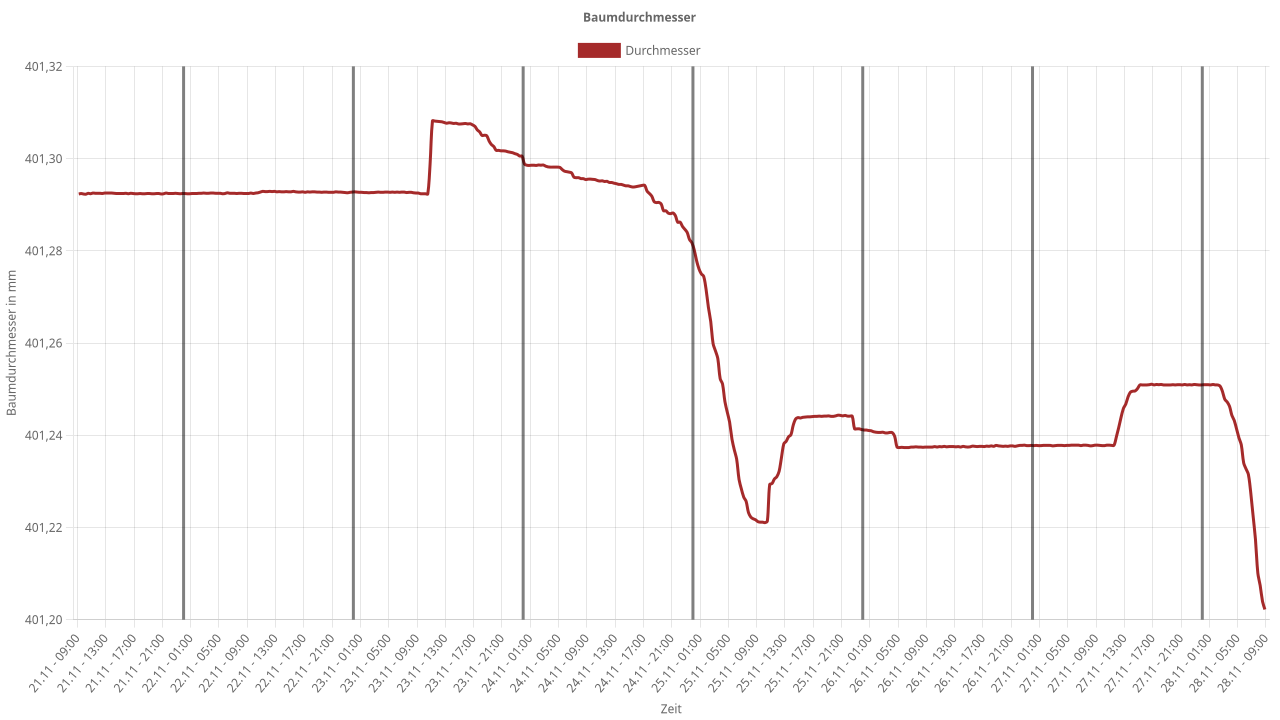 Baumdurchmesser
Durchmesser
401,32
401,30
401,28
401,26
401,24
401,22
401,20
Baumdurchmesser in mm
21.11 - 09:00
21.11 - 13:00
21.11 - 17:00
21.11 - 21:00
22.11 - 01:00
22.11 - 05:00
22.11 - 09:00
22.11 - 13:00
22.11 - 17:00
22.11 - 21:00
23.11 - 01:00
23.11 - 05:00
23.11 - 09:00
23.11 - 13:00
23.11 - 17:00
23.11 - 21:00
24.11 - 01:00
24.11 - 05:00
24.11 - 09:00
24.11 - 13:00
24.11 - 17:00
24.11 - 21:00
25.11 - 01:00
25.11 - 05:00
25.11 - 09:00
25.11 - 13:00
25.11 - 17:00
25.11 - 21:00
26.11 - 01:00
26.11 - 05:00
26.11 - 09:00
26.11 - 13:00
26.11 - 17:00
26.11 - 21:00
27.11 - 01:00
27.11 - 05:00
27.11 - 09:00
27.11 - 13:00
27.11 - 17:00
27.11 - 21:00
28.11 - 01:00
28.11 - 05:00
28.11 - 09:00
Zeit